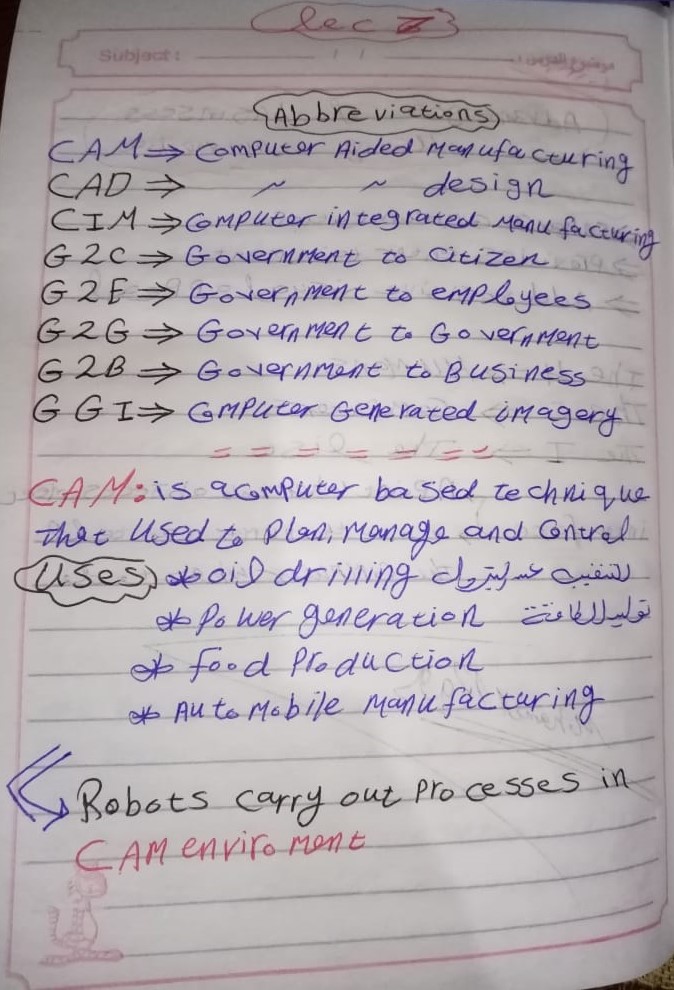 Lec 7
Subject:
موضوع الدرس:
Abbreviations
CAM ⇒ Computer Aided Manufacturing
CAD ⇒ ~ ~ design
CIM ⇒ Computer integrated Manufacturing
G2C ⇒ Government to citizen
G2E ⇒ Government to employees
G2G ⇒ Government to Government
G2B ⇒ Government to Business
GGI ⇒ Computer Generated imagery
CAM: is a computer based technique
that used to Plan, Manage and Control
Uses * oil drilling للتنقيب عن البترول
* Power generation توليد الطاقة
* Food Production
* AutoMobile Manufacturing
Robots carry out Processes in
CAM enviroment